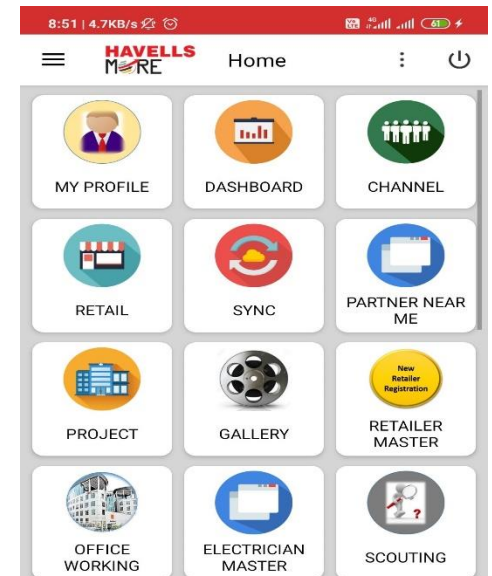 8:51 | 4.7KB/s
4G
61
HAVELLS
MORE
Home
MY PROFILE
DASHBOARD
CHANNEL
RETAIL
SYNC
PARTNER NEAR
ME
PROJECT
GALLERY
New
Retailer
Registration
RETAILER
MASTER
OFFICE
WORKING
ELECTRICIAN
MASTER
?
SCOUTING